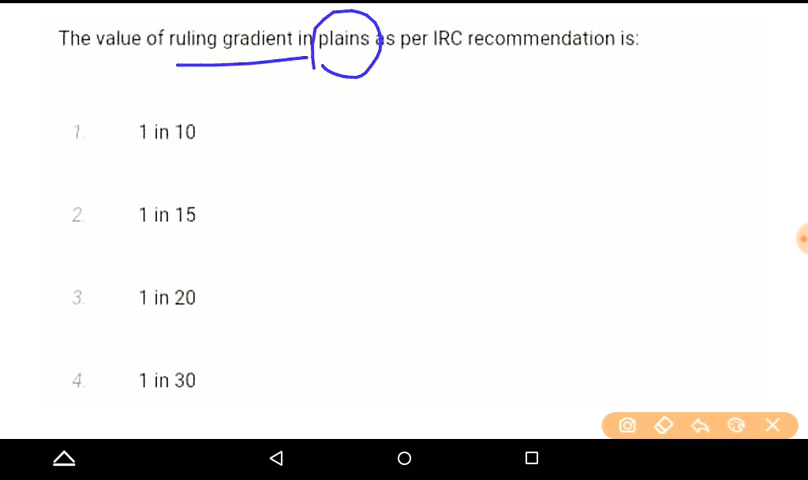 The value of ruling gradient in plains as per IRC recommendation is:
1. 1 in 10
2. 1 in 15
3. 1 in 20
4. 1 in 30